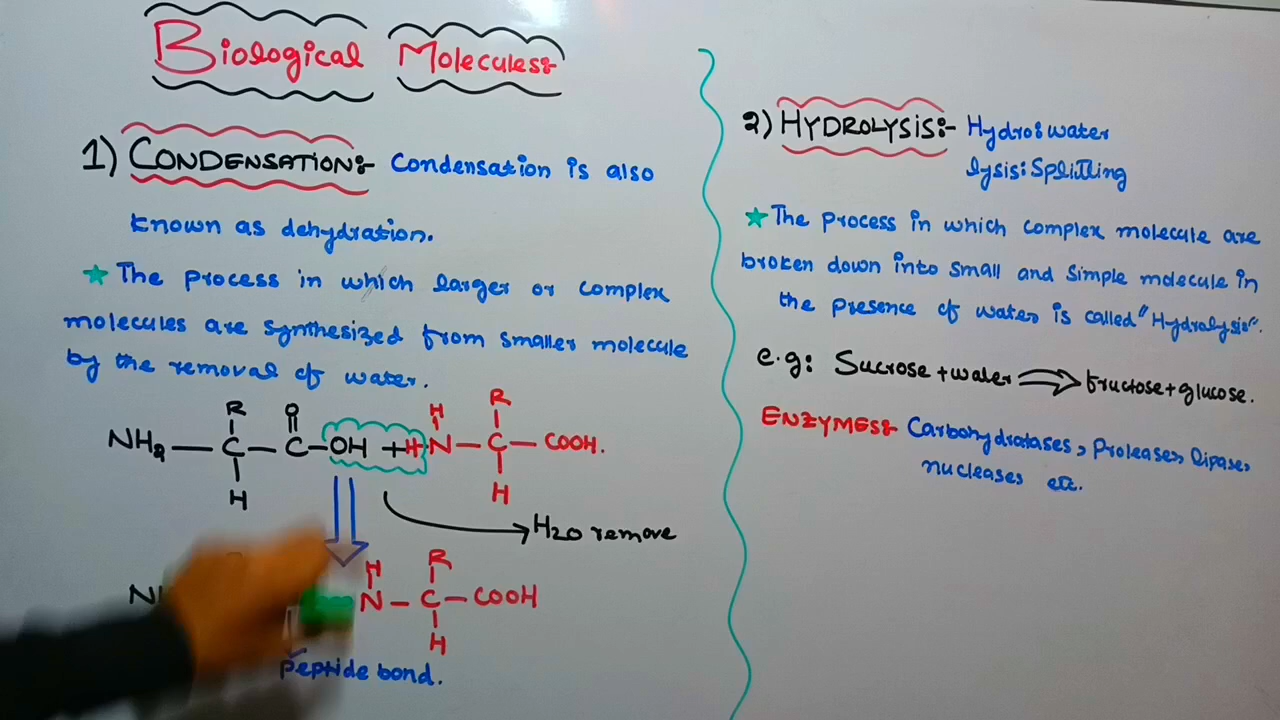 Biological Molecules:-
1) CONDENSATION:- Condensation is also
known as dehydration.
★ The process in which larger or complex
molecules are synthesized from smaller molecule
by the removal of water.
R O H R
NH2 — C — C — OH + H N — C — COOH.
H H
H2O remove
H R
N — C — COOH
H
Peptide bond.
2) HYDROLYSIS:- Hydro: water
lysis: Splitting
★ The process in which complex molecule are
broken down into small and simple molecule in
the presence of water is called "Hydralysis".
e.g: Sucrose + water ⟹ fructose + glucose.
ENZYMES:- Carbohydratases, Proteases, lipases
nucleases etc.